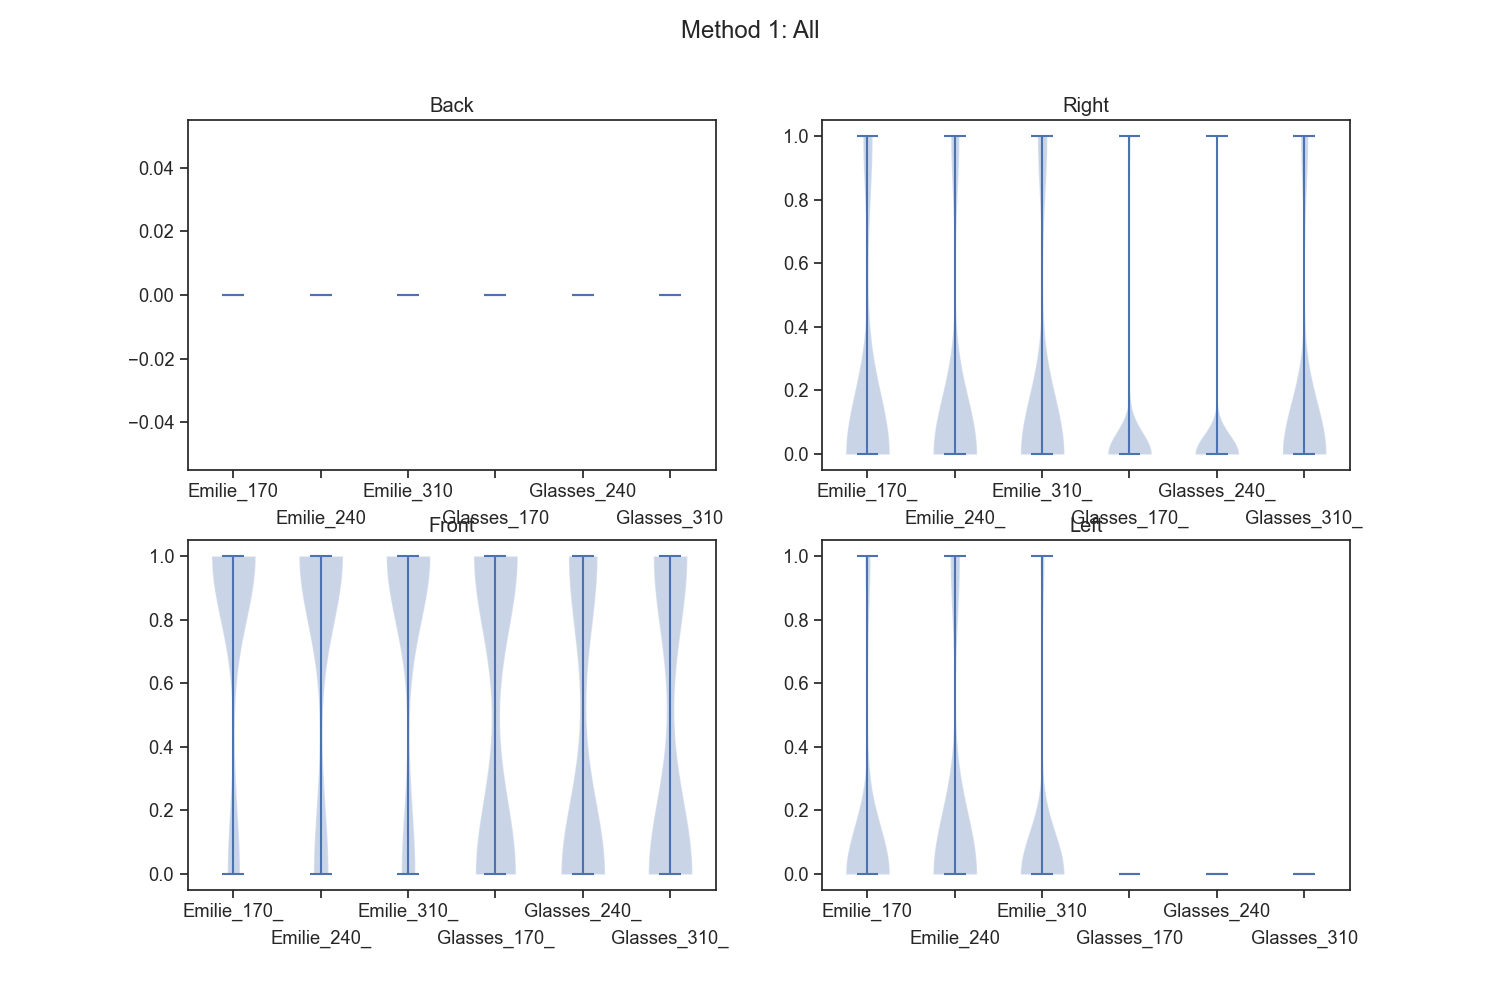 Method 1: All
Back
0.04
0.02
0.00
−0.02
−0.04
Emilie_170 Emilie_310 Glasses_240
Emilie_240 Glasses_170 Glasses_310
Right
1.0
0.8
0.6
0.4
0.2
0.0
Emilie_170_ Emilie_310_ Glasses_240_
Emilie_240_ Glasses_170_ Glasses_310_
Front
1.0
0.8
0.6
0.4
0.2
0.0
Emilie_170_ Emilie_310_ Glasses_240_
Emilie_240_ Glasses_170_ Glasses_310_
Left
1.0
0.8
0.6
0.4
0.2
0.0
Emilie_170 Emilie_310 Glasses_240
Emilie_240 Glasses_170 Glasses_310